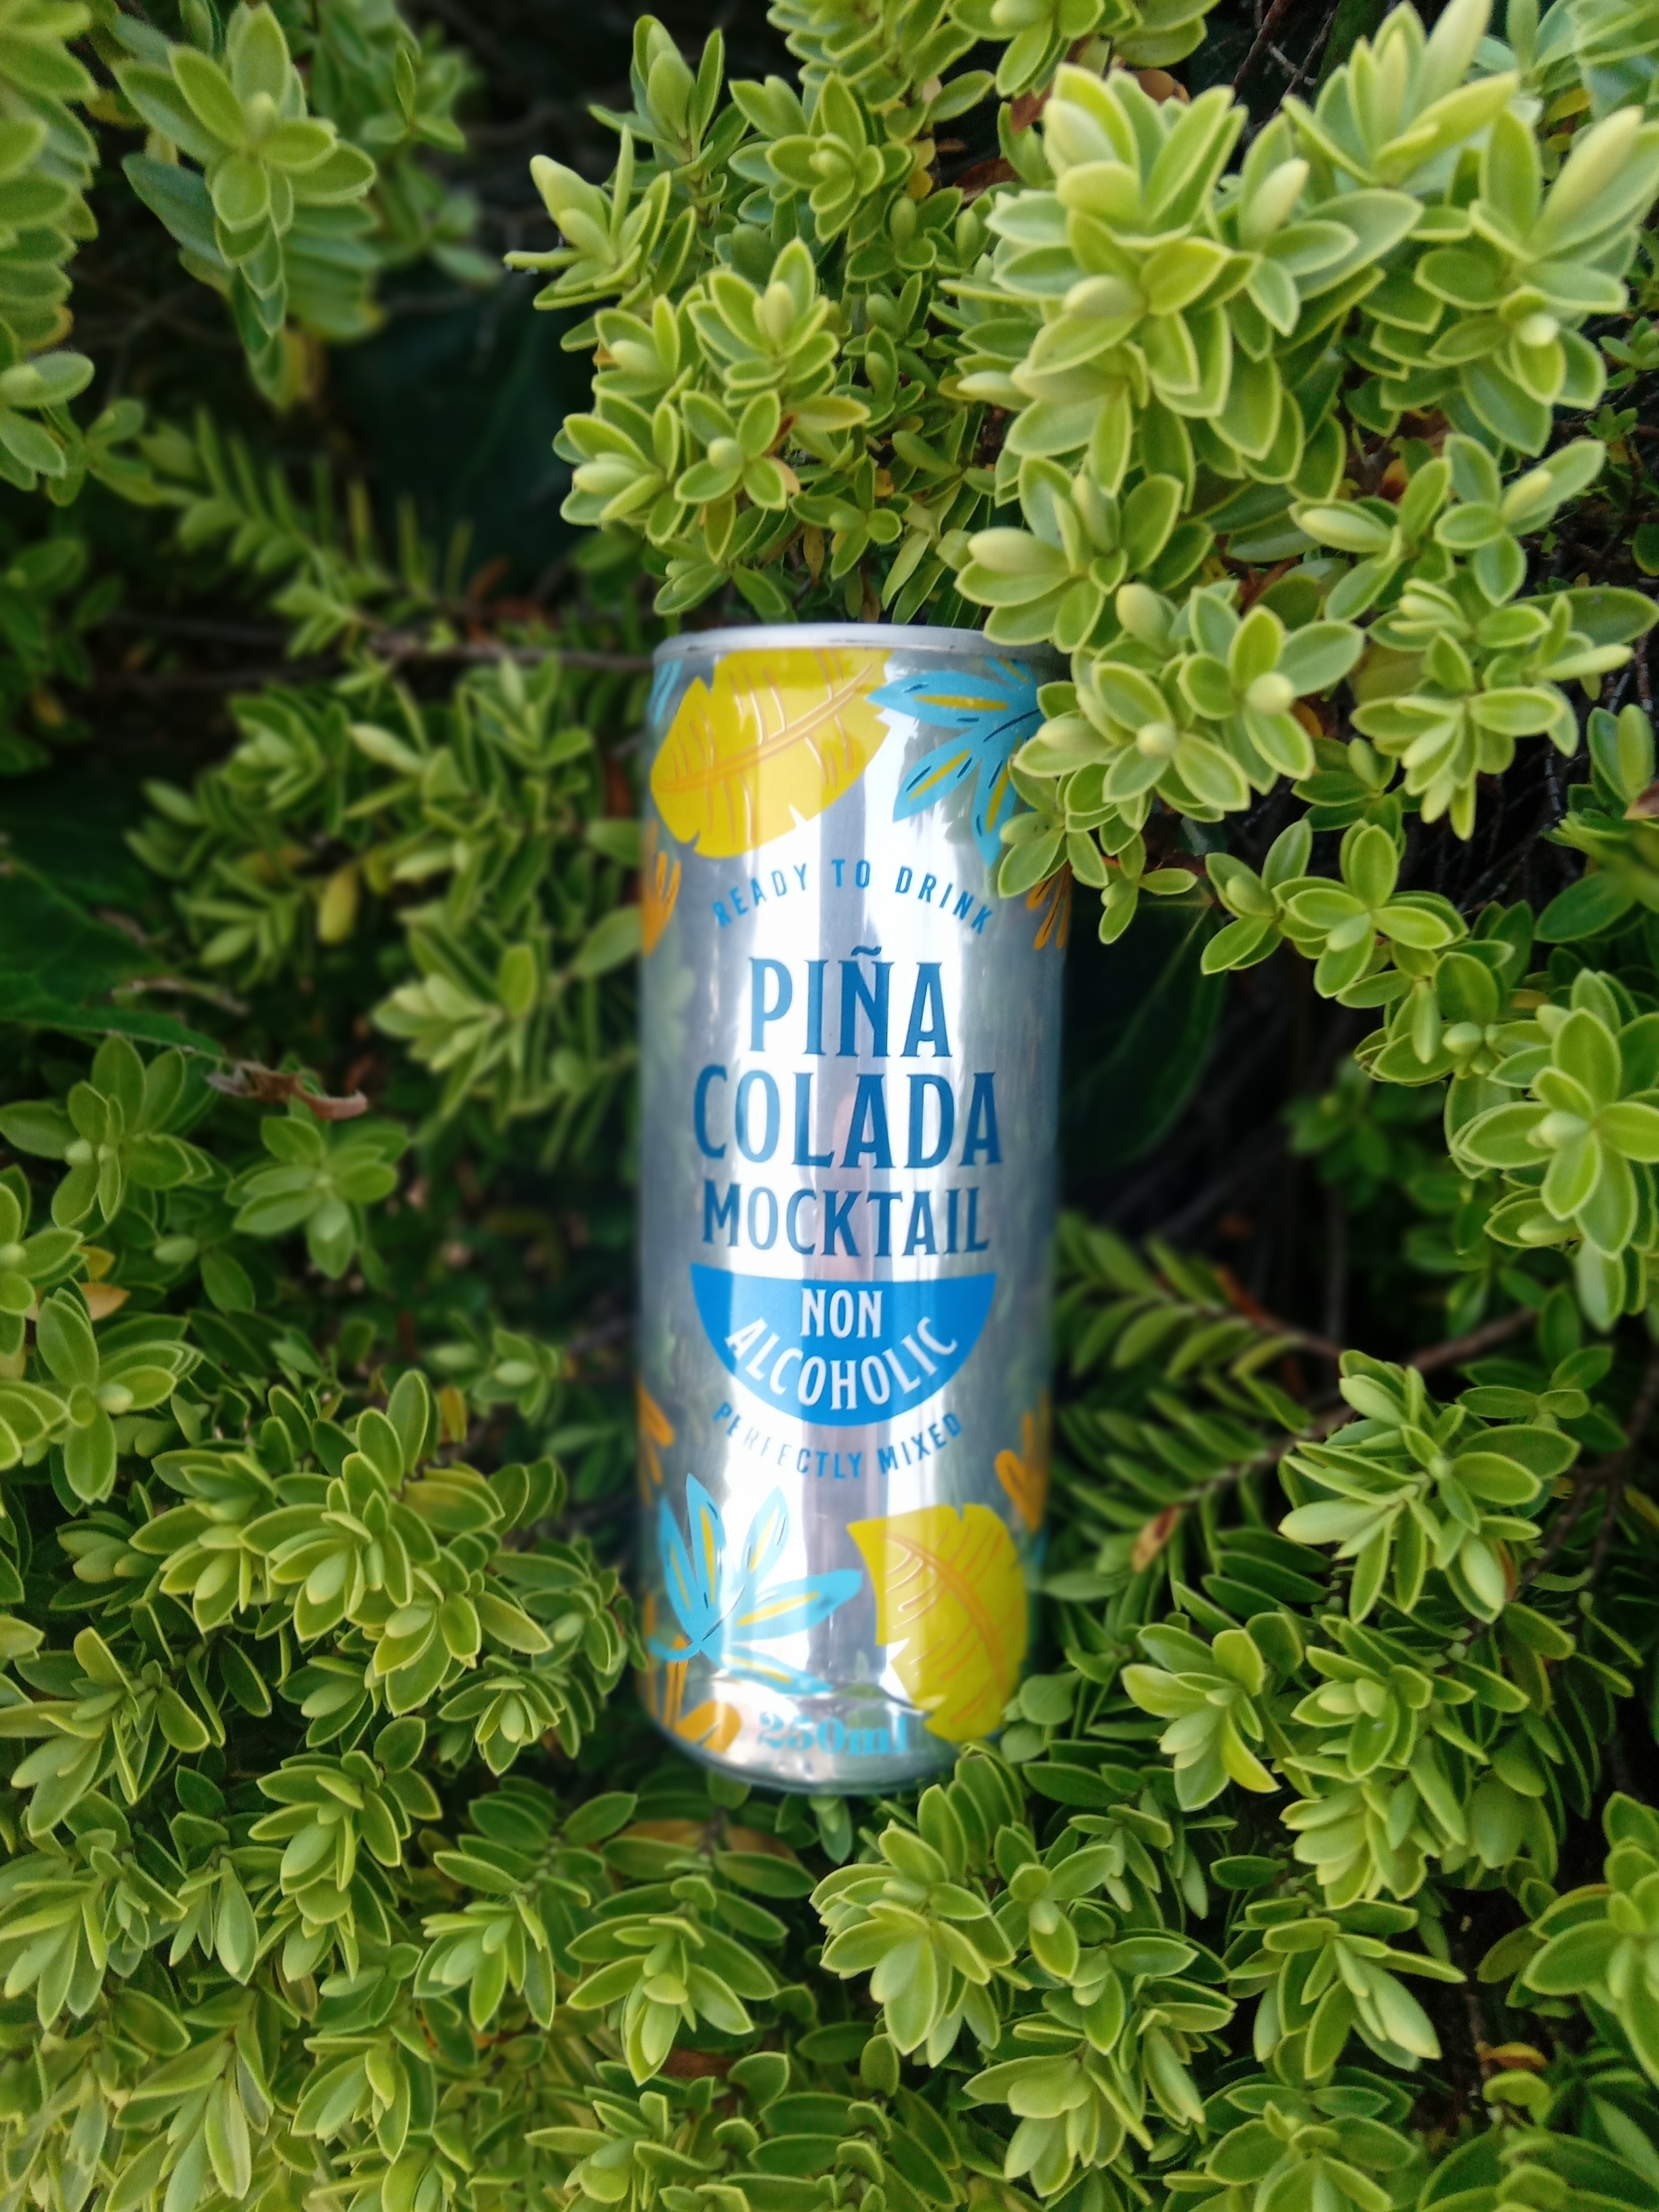 READY TO DRINK
PIÑA
COLADA
MOCKTAIL
NON
ALCOHOLIC
PERFECTLY MIXED
250ml